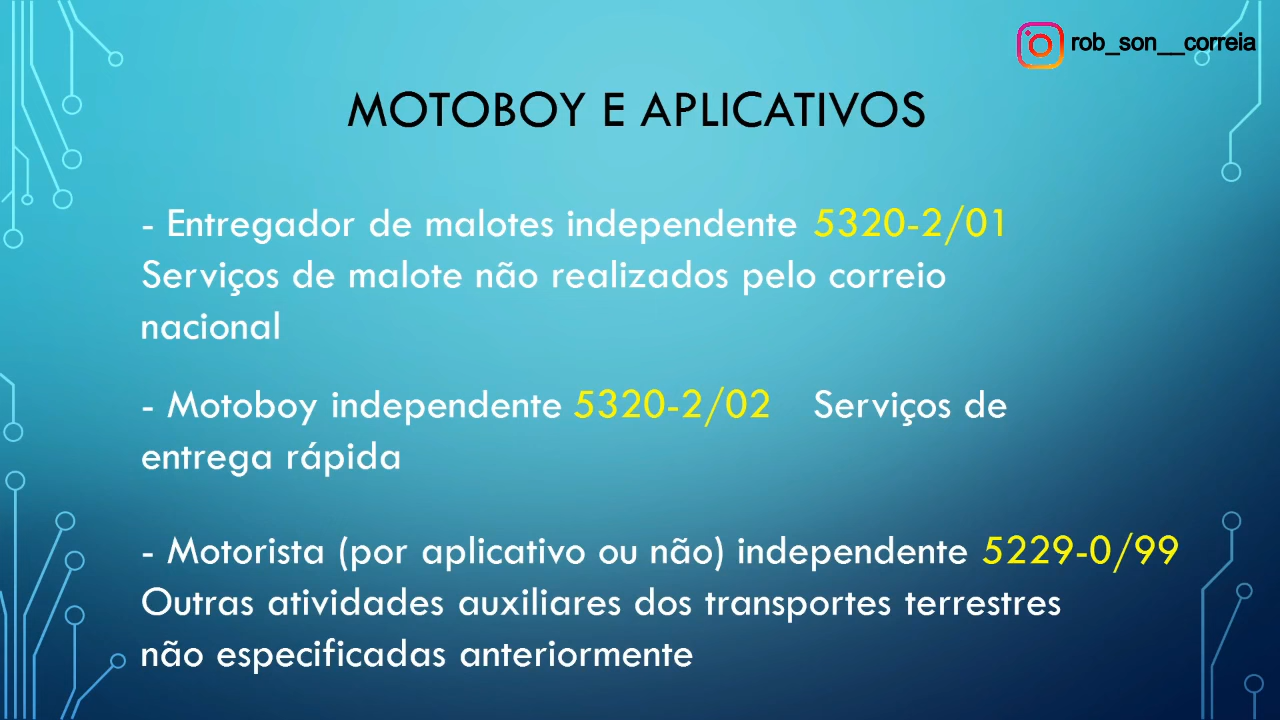 rob_son__correia
MOTOBOY E APLICATIVOS
- Entregador de malotes independente 5320-2/01
Serviços de malote não realizados pelo correio
nacional
- Motoboy independente 5320-2/02 Serviços de
entrega rápida
- Motorista (por aplicativo ou não) independente 5229-0/99
Outras atividades auxiliares dos transportes terrestres
não especificadas anteriormente